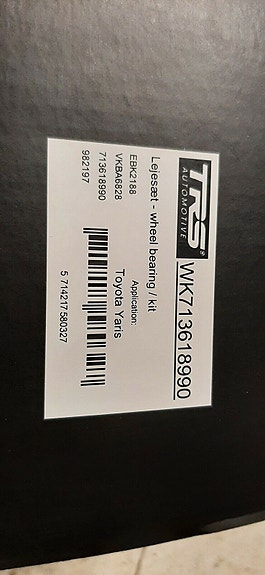 TRS®
AUTOMOTIVE
WK713618990
Lejesæt - wheel bearing / kit
EBK2188
VKBA6828
713618990
982197
Application:
Toyota Yaris
5 714217 580327